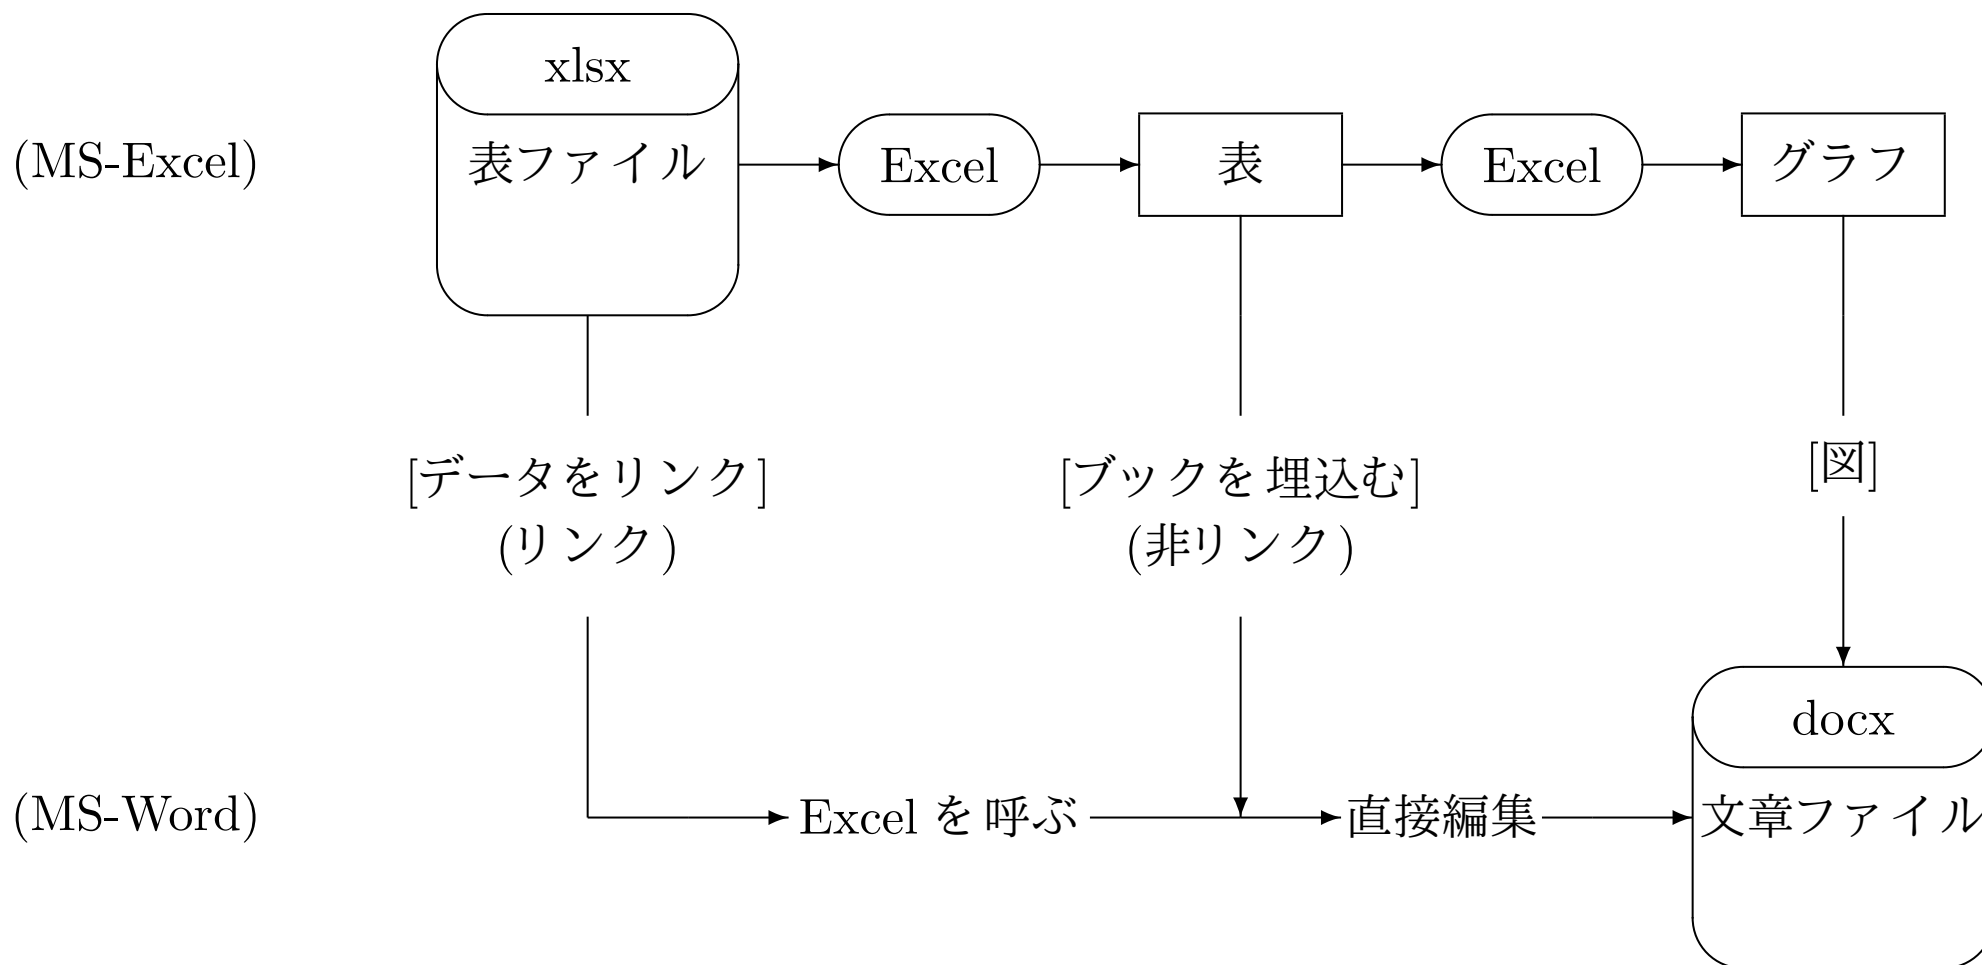 xlsx
(MS-Excel)
表ファイル
Excel
表
Excel
グラフ
[データをリンク]
(リンク)
[ブックを埋込む]
(非リンク)
[図]
docx
(MS-Word)
Excel を呼ぶ
直接編集
文章ファイル